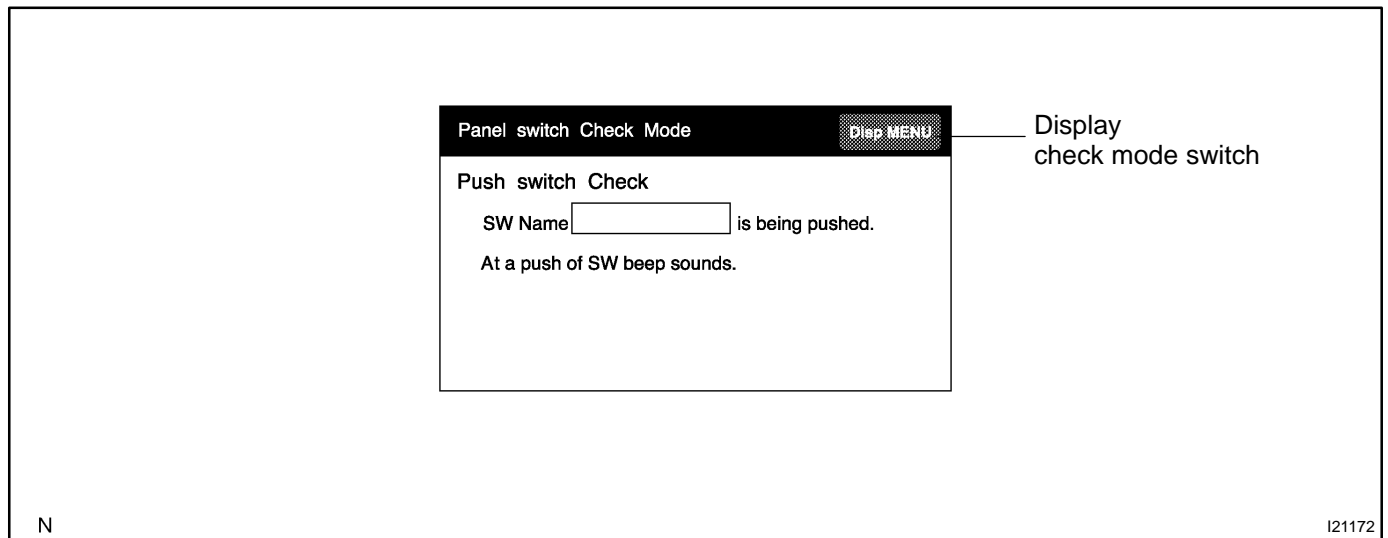 Panel switch Check Mode
Disp MENU
Display
check mode switch
Push switch Check
SW Name is being pushed.
At a push of SW beep sounds.
N
I21172